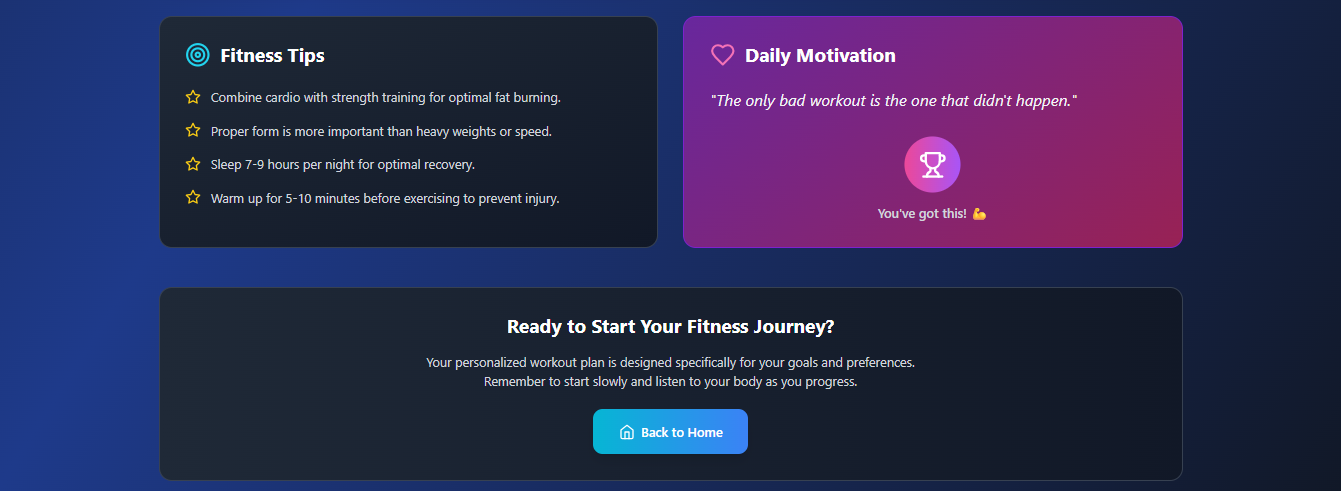 Fitness Tips
Combine cardio with strength training for optimal fat burning.
Proper form is more important than heavy weights or speed.
Sleep 7-9 hours per night for optimal recovery.
Warm up for 5-10 minutes before exercising to prevent injury.
Daily Motivation
"The only bad workout is the one that didn't happen."
You've got this! 💪
Ready to Start Your Fitness Journey?
Your personalized workout plan is designed specifically for your goals and preferences.
Remember to start slowly and listen to your body as you progress.
Back to Home